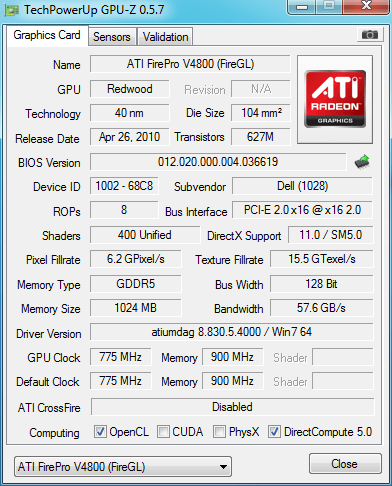 TechPowerUp GPU-Z 0.5.7
Graphics Card Sensors Validation
Name ATI FirePro V4800 (FireGL)
GPU Redwood Revision N/A
Technology 40 nm Die Size 104 mm²
Release Date Apr 26, 2010 Transistors 627M
ATI
RADEON
GRAPHICS
BIOS Version 012.020.000.004.036619
Device ID 1002 - 68C8 Subvendor Dell (1028)
ROPs 8 Bus Interface PCI-E 2.0 x16 @ x16 2.0
Shaders 400 Unified DirectX Support 11.0 / SM5.0
Pixel Fillrate 6.2 GPixel/s Texture Fillrate 15.5 GTexel/s
Memory Type GDDR5 Bus Width 128 Bit
Memory Size 1024 MB Bandwidth 57.6 GB/s
Driver Version atiumdag 8.830.5.4000 / Win7 64
GPU Clock 775 MHz Memory 900 MHz Shader
Default Clock 775 MHz Memory 900 MHz Shader
ATI CrossFire Disabled
Computing OpenCL CUDA PhysX DirectCompute 5.0
ATI FirePro V4800 (FireGL) Close